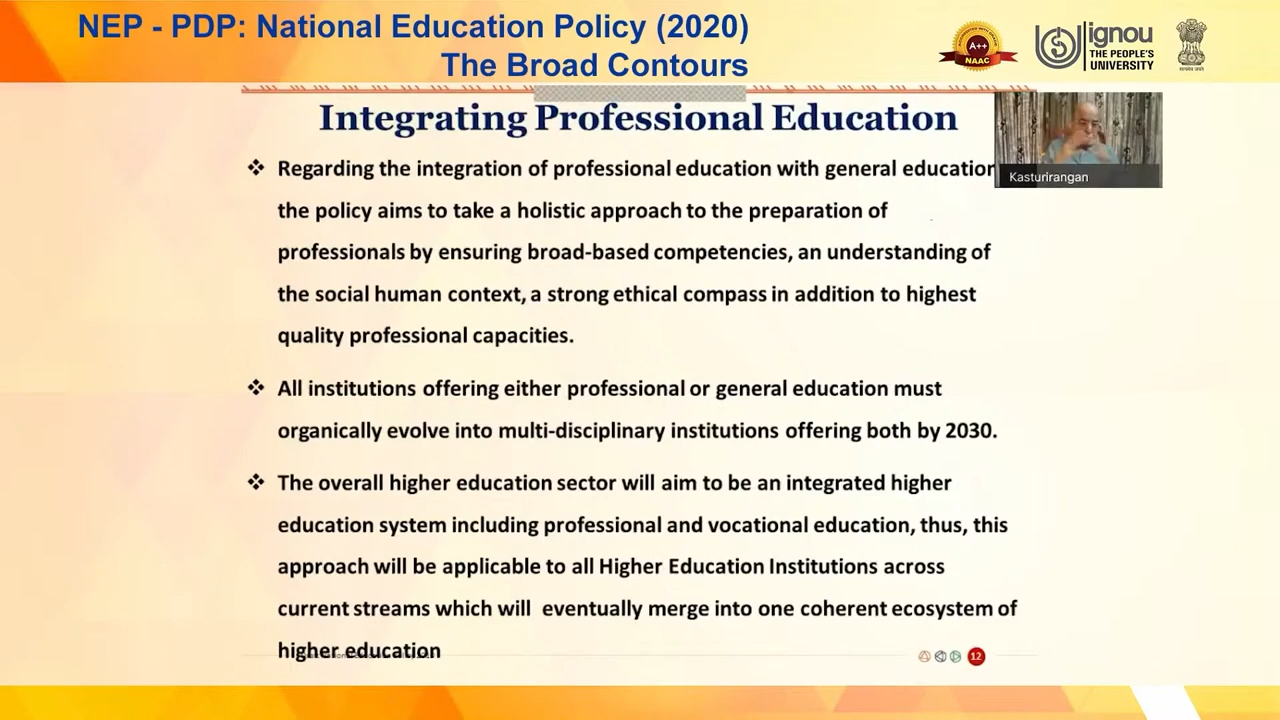 NEP - PDP: National Education Policy (2020)
The Broad Contours
A++
NAAC
ignou
THE PEOPLE'S
UNIVERSITY
सत्यमेव जयते
Integrating Professional Education
Kasturirangan
❖ Regarding the integration of professional education with general education
the policy aims to take a holistic approach to the preparation of
professionals by ensuring broad-based competencies, an understanding of
the social human context, a strong ethical compass in addition to highest
quality professional capacities.
❖ All institutions offering either professional or general education must
organically evolve into multi-disciplinary institutions offering both by 2030.
❖ The overall higher education sector will aim to be an integrated higher
education system including professional and vocational education, thus, this
approach will be applicable to all Higher Education Institutions across
current streams which will eventually merge into one coherent ecosystem of
higher education
12